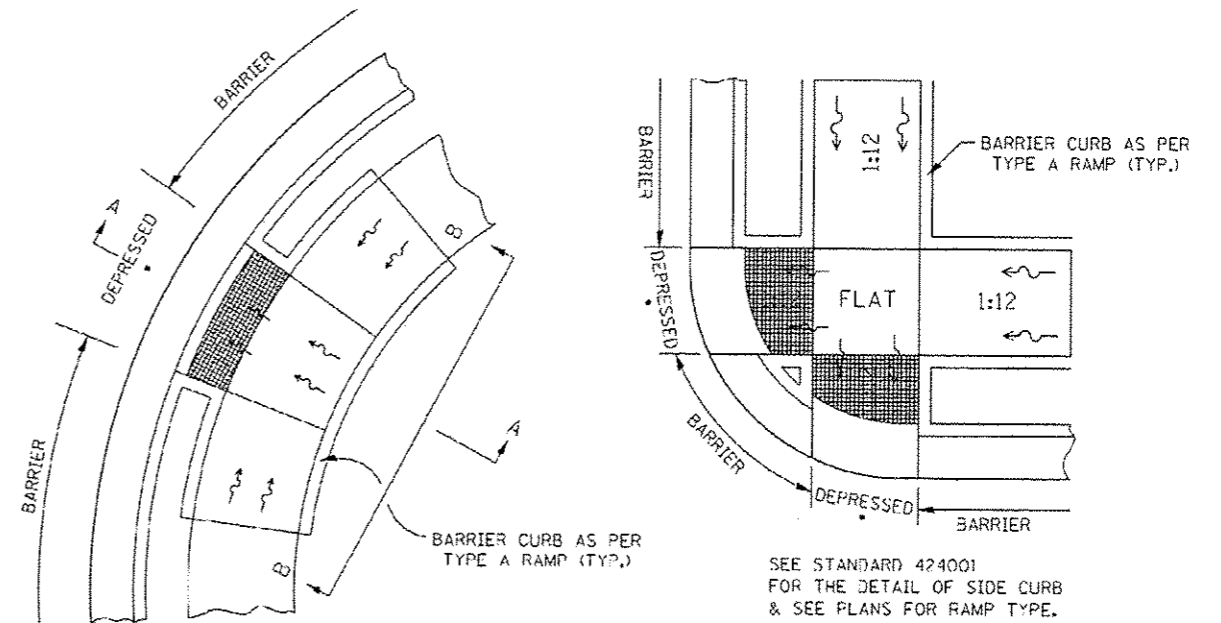 BARRIER
A
DEPRESSED
BARRIER
B
A
B
BARRIER CURB AS PER
TYPE A RAMP (TYP.)
BARRIER
1:12
BARRIER CURB AS PER
TYPE A RAMP (TYP.)
DEPRESSED
FLAT
1:12
BARRIER
DEPRESSED
BARRIER
SEE STANDARD 424001
FOR THE DETAIL OF SIDE CURB
& SEE PLANS FOR RAMP TYPE.